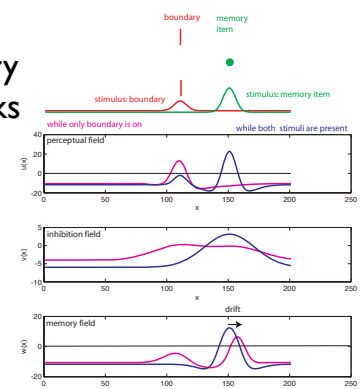 boundary
memory
item
ry
ks
stimulus: boundary
stimulus: memory item
while only boundary is on
while both stimuli are present
40
20
0
-20
u(x)
perceptual field
0 50 100 150 200 250
x
5
0
-5
-10
v(x)
inhibition field
0 50 100 150 200 250
x
drift
20
0
-20
w(x)
memory field
0 50 100 150 200 250